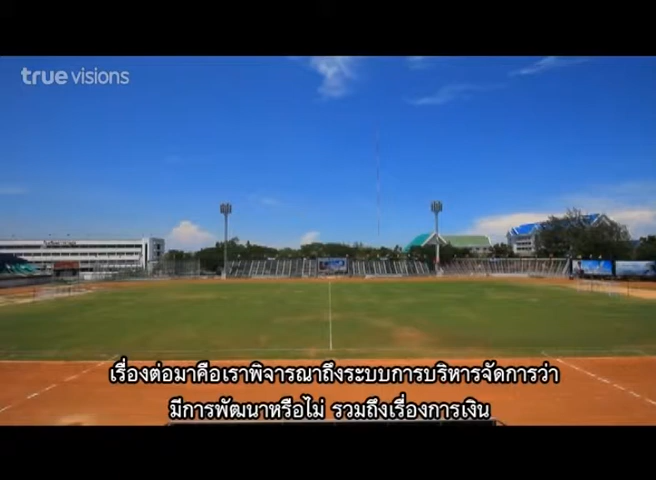 true visions
เรื่องต่อมาคือเราพิจารณาถึงระบบการบริหารจัดการว่า
มีการพัฒนาหรือไม่ รวมถึงเรื่องการเงิน